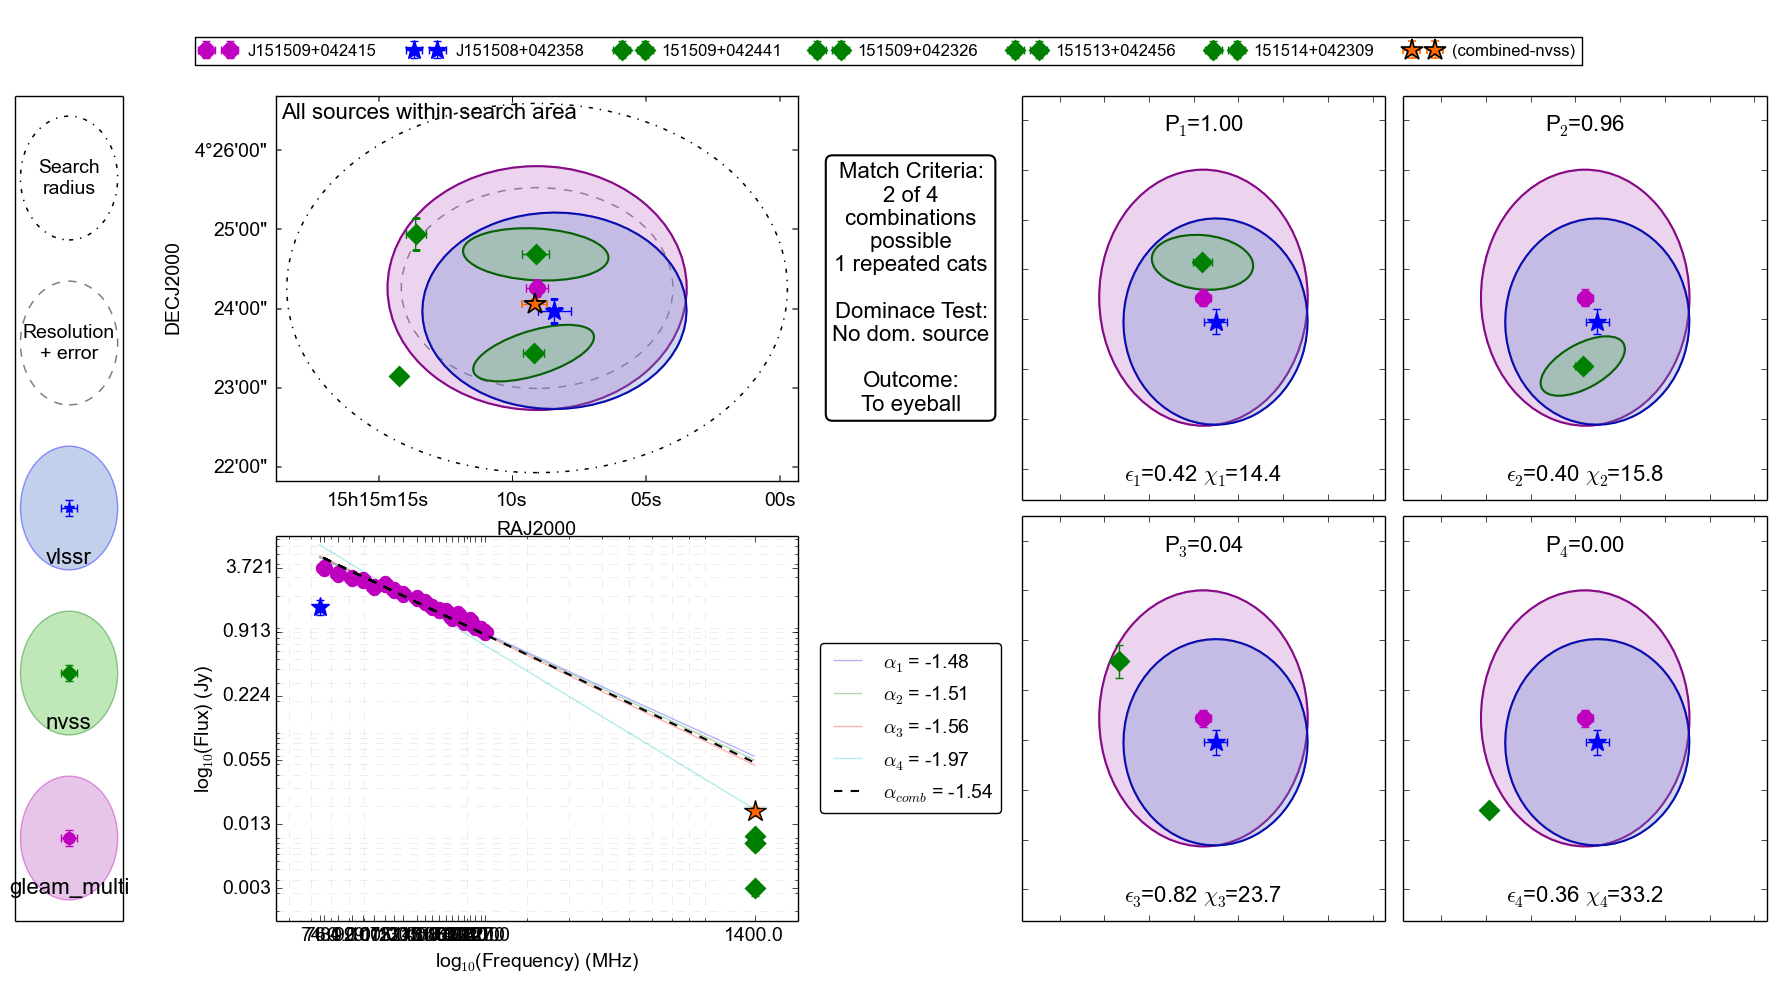 J151509+042415 J151508+042358 151509+042441 151509+042326 151513+042456 151514+042309 (combined-nvss)
Search
radius
Resolution
+ error
vlssr
nvss
gleam_multi
All sources within search area
DECJ2000
4°26'00"
25'00"
24'00"
23'00"
22'00"
15h15m15s 10s 05s 00s
RAJ2000
Match Criteria:
2 of 4
combinations
possible
1 repeated cats
Dominace Test:
No dom. source
Outcome:
To eyeball
P1=1.00
ϵ1=0.42 χ1=14.4
P2=0.96
ϵ2=0.40 χ2=15.8
P3=0.04
ϵ3=0.82 χ3=23.7
P4=0.00
ϵ4=0.36 χ4=33.2
log10(Flux) (Jy)
3.721
0.913
0.224
0.055
0.013
0.003
1400.0
log10(Frequency) (MHz)
α1 = -1.48
α2 = -1.51
α3 = -1.56
α4 = -1.97
αcomb = -1.54